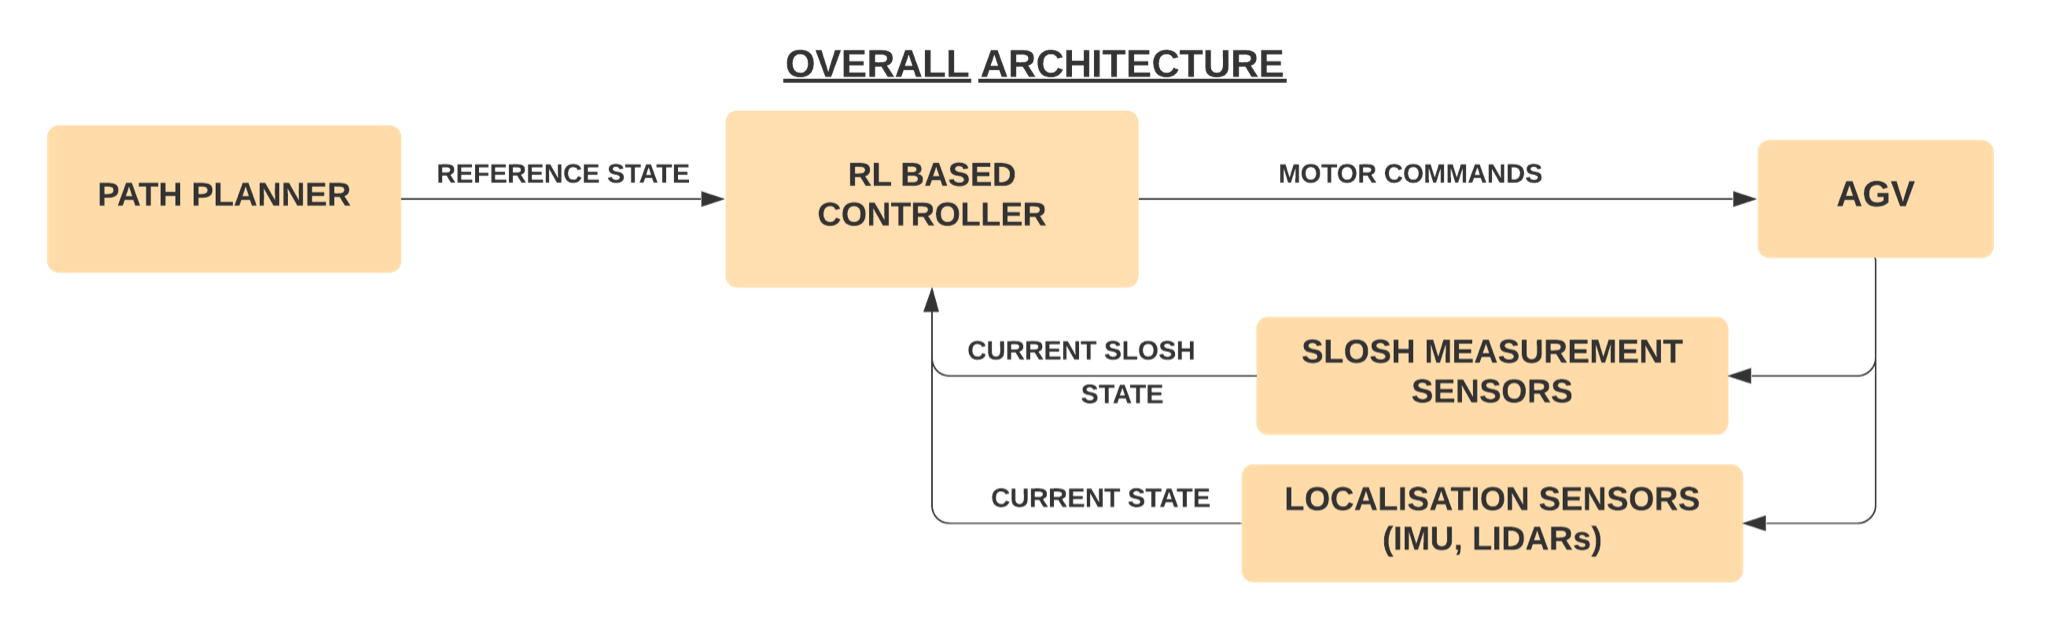 OVERALL ARCHITECTURE
PATH PLANNER
REFERENCE STATE
RL BASED
CONTROLLER
MOTOR COMMANDS
AGV
CURRENT SLOSH
STATE
SLOSH MEASUREMENT
SENSORS
CURRENT STATE
LOCALISATION SENSORS
(IMU, LIDARs)